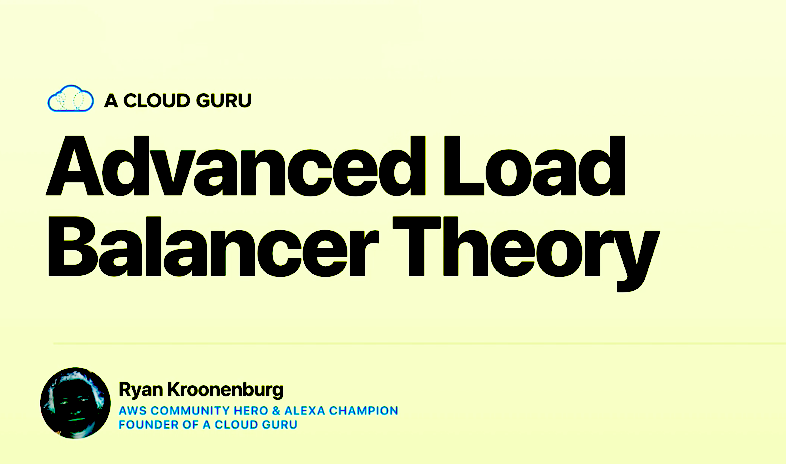 A CLOUD GURU
Advanced Load
Balancer Theory
Ryan Kroonenburg
AWS COMMUNITY HERO & ALEXA CHAMPION
FOUNDER OF A CLOUD GURU